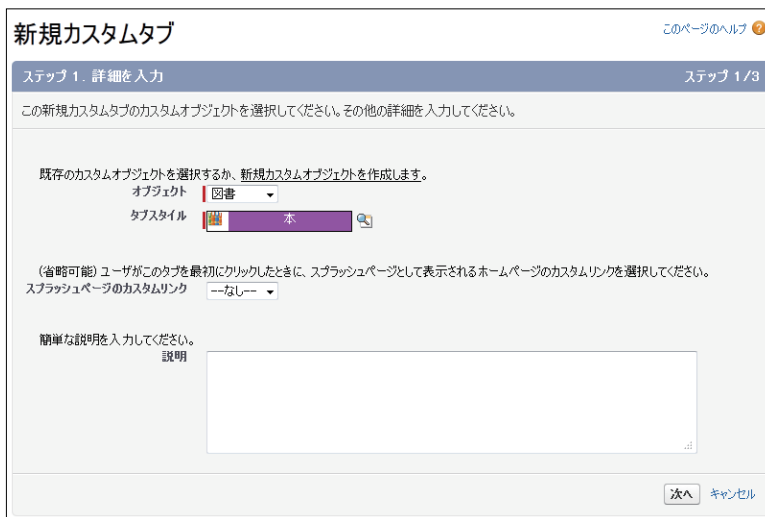 新規カスタムタブ
このページのヘルプ ?
ステップ 1. 詳細を入力 ステップ 1/3
この新規カスタムタブのカスタムオブジェクトを選択してください。その他の詳細を入力してください。
既存のカスタムオブジェクトを選択するか、新規カスタムオブジェクトを作成します。
オブジェクト 図書
タブスタイル 本
(省略可能) ユーザがこのタブを最初にクリックしたときに、スプラッシュページとして表示されるホームページのカスタムリンクを選択してください。
スプラッシュページのカスタムリンク --なし--
簡単な説明を入力してください。
説明
次へ キャンセル